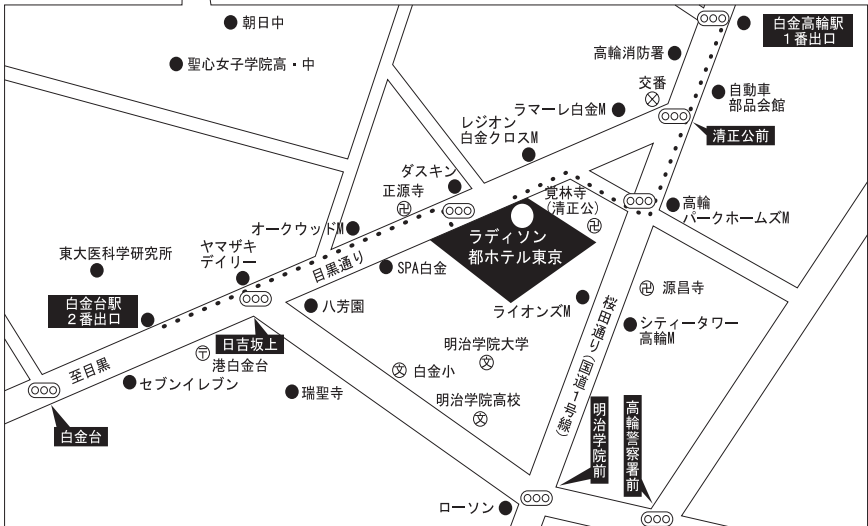 朝日中
聖心女子学院高・中
白金高輪駅
1番出口
高輪消防署
交番
自動車
部品会館
ラマーレ白金M
清正公前
レジオン
白金クロスM
ダスキン
正源寺
覚林寺
(清正公)
高輪
パークホームズM
オークウッドM
ラディソン
都ホテル東京
東大医科学研究所
ヤマザキ
デイリー
目黒通り
SPA白金
源昌寺
白金台駅
2番出口
八芳園
ライオンズM
桜田通り(国道1号線)
シティータワー
高輪M
日吉坂上
〒
港白金台
明治学院大学
文
文
白金小
至目黒
セブンイレブン
瑞聖寺
明治学院高校
文
明治学院前
高輪警察署前
白金台
ローソン